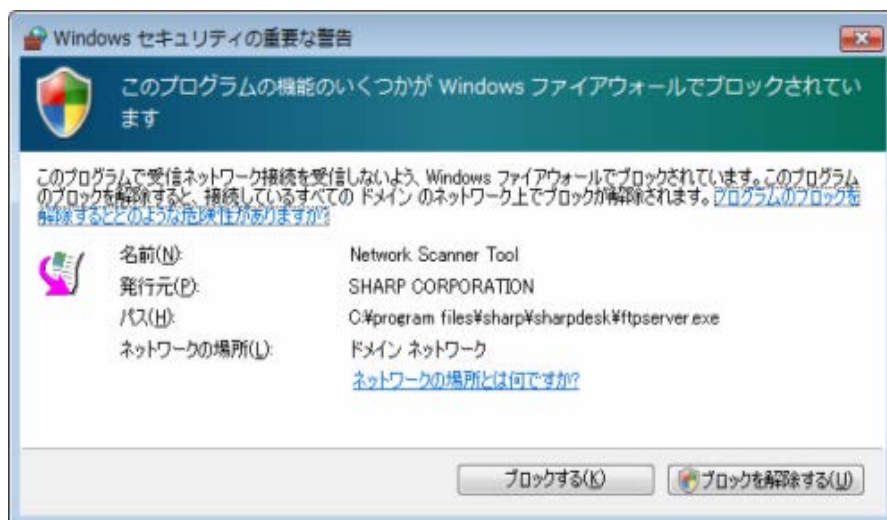 Windows セキュリティの重要な警告
このプログラムの機能のいくつかが Windows ファイアウォールでブロックされてい
ます
このプログラムで受信ネットワーク接続を受信しないよう、Windows ファイアウォールでブロックされています。このプログラム
のブロックを解除すると、接続しているすべての ドメイン のネットワーク上でブロックが解除されます。プログラムのブロックを
解除するとどのような危険性がありますか?
名前(N): Network Scanner Tool
発行元(P): SHARP CORPORATION
パス(H): C:¥program files¥sharp¥sharpdesk¥ftpserver.exe
ネットワークの場所(L): ドメイン ネットワーク
ネットワークの場所とは何ですか?
ブロックする(K) ブロックを解除する(U)